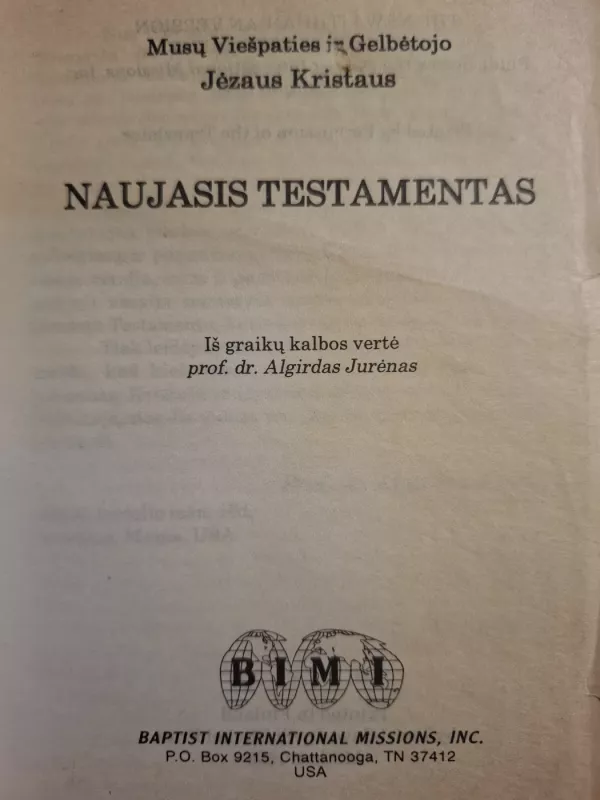 Musų Viešpaties ir Gelbėtojo
Jėzaus Kristaus
NAUJASIS TESTAMENTAS
Iš graikų kalbos vertė
prof. dr. Algirdas Jurėnas
BIMI
BAPTIST INTERNATIONAL MISSIONS, INC.
P.O. Box 9215, Chattanooga, TN 37412
USA